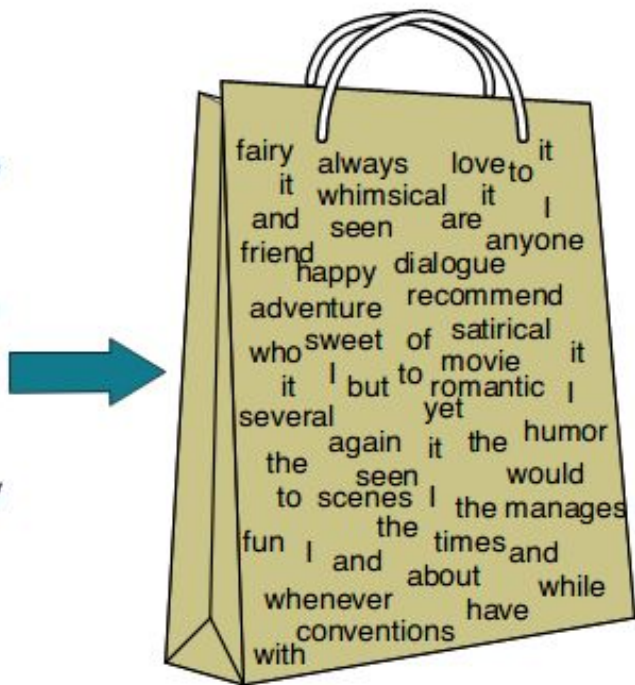 fairy always love to it
it whimsical it I
and seen are anyone
friend happy dialogue
adventure recommend
who sweet of satirical it
it I but to movie romantic I
several yet
again it the humor
the seen would
to scenes I the manages
fun I and the times and
whenever about while
have
conventions
with